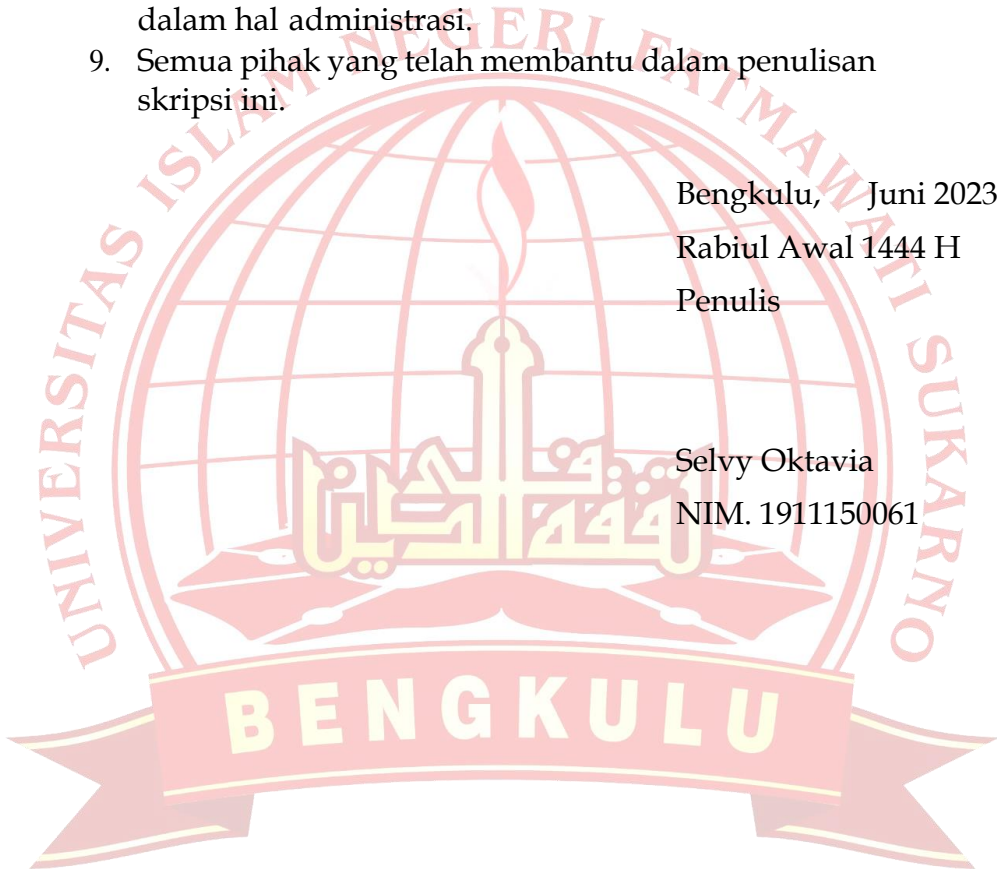 dalam hal administrasi.
9. Semua pihak yang telah membantu dalam penulisan
skripsi ini.
Bengkulu, Juni 2023
Rabiul Awal 1444 H
Penulis
Selvy Oktavia
NIM. 1911150061
UNIVERSITAS ISLAM NEGERI FATMAWATI SUKARNO
BENGKULU